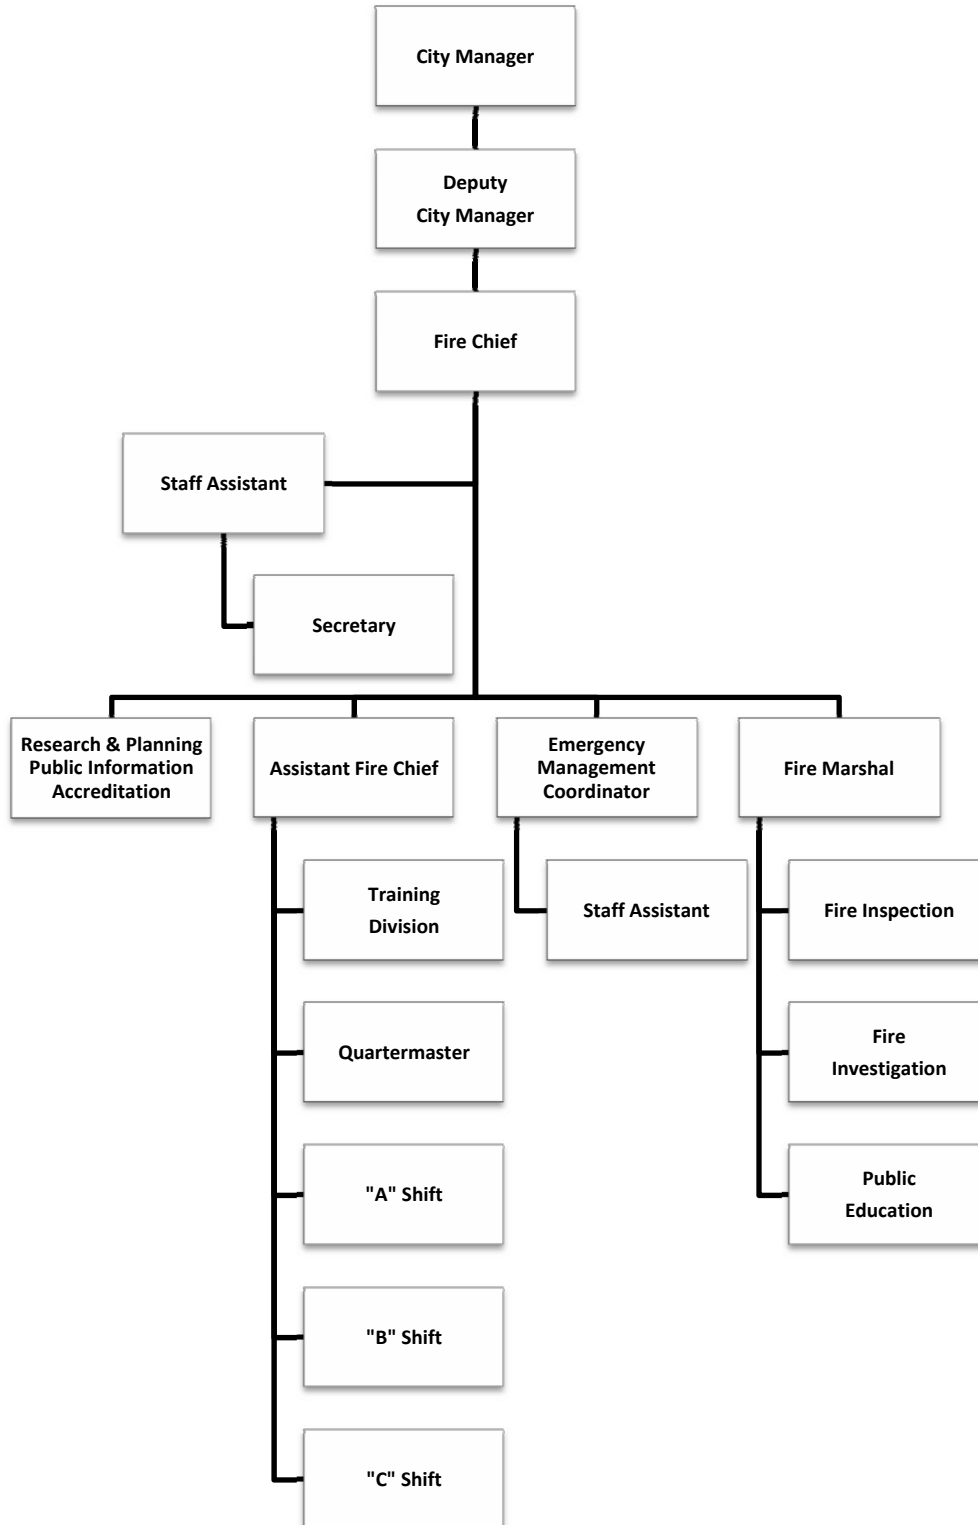 City Manager
Deputy
City Manager
Fire Chief
Staff Assistant
Secretary
Research & Planning
Public Information
Accreditation
Assistant Fire Chief
Emergency
Management
Coordinator
Fire Marshal
Training
Division
Staff Assistant
Fire Inspection
Quartermaster
Fire
Investigation
"A" Shift
Public
Education
"B" Shift
"C" Shift